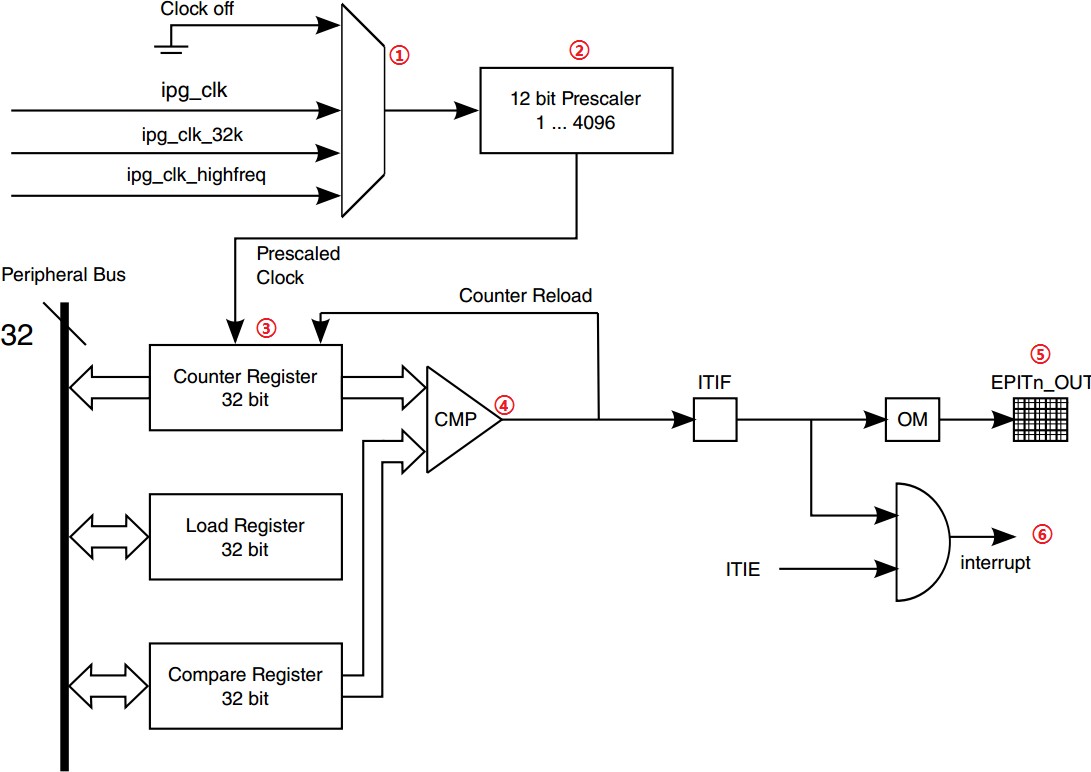 Clock off
①
②
ipg_clk
12 bit Prescaler
1 ... 4096
ipg_clk_32k
ipg_clk_highfreq
Prescaled
Clock
Peripheral Bus
32
Counter Reload
③
Counter Register
32 bit
CMP
④
ITIF
OM
⑤
EPITn_OUT
Load Register
32 bit
ITIE
⑥
interrupt
Compare Register
32 bit